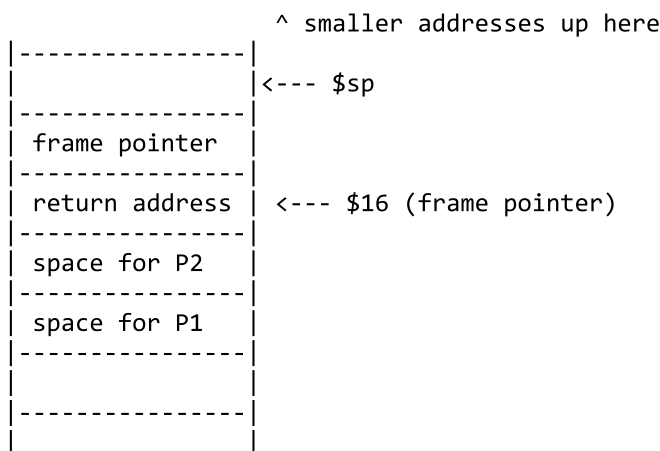 ^ smaller addresses up here
|----------------|
|                |<--- $sp
|----------------|
| frame pointer  |
|----------------|
| return address | <--- $16 (frame pointer)
|----------------|
| space for P2   |
|----------------|
| space for P1   |
|----------------|
|                |
|----------------|
|                |